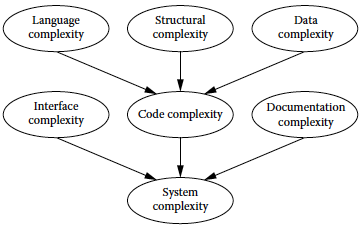 Language
complexity
Structural
complexity
Data
complexity
Interface
complexity
Code complexity
Documentation
complexity
System
complexity